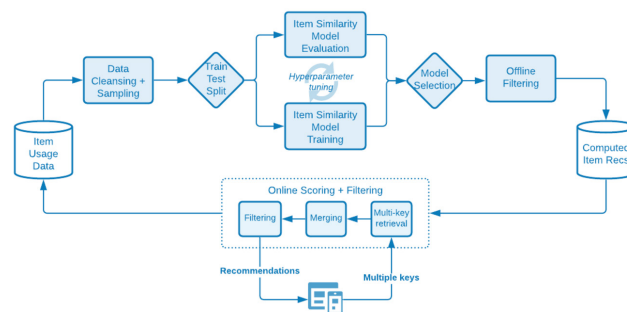 Item Similarity
Model
Evaluation
Data
Cleansing +
Sampling
Train
Test
Split
Hyperparameter
tuning
Model
Selection
Offline
Filtering
Item Similarity
Model
Training
Item
Usage
Data
Computed
Item Recs
Online Scoring + Filtering
Filtering
Merging
Multi-key
retrieval
Recommendations
Multiple keys